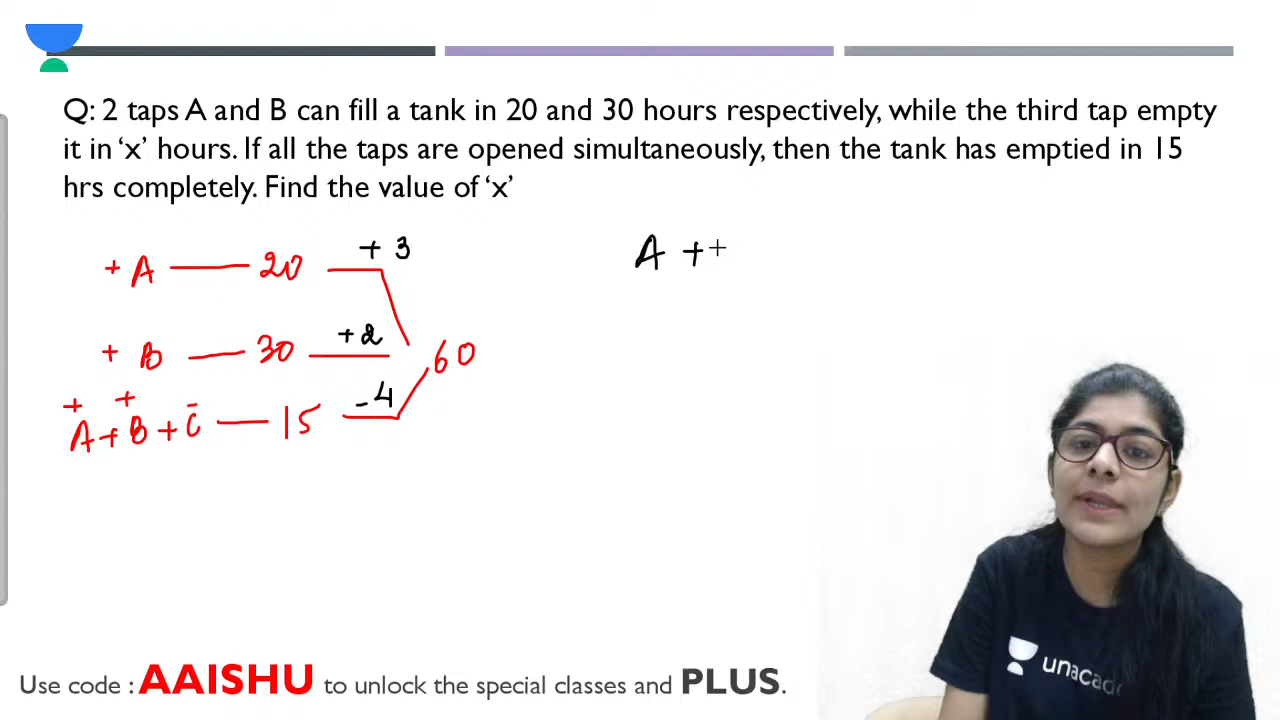 Q: 2 taps A and B can fill a tank in 20 and 30 hours respectively, while the third tap empty
it in ‘x’ hours. If all the taps are opened simultaneously, then the tank has emptied in 15
hrs completely. Find the value of ‘x’
+ A — 20 + 3
A ++
+ B — 30 +2
60
+ + -
A + B + C — 15 -4
unacade
Use code : AAISHU to unlock the special classes and PLUS.